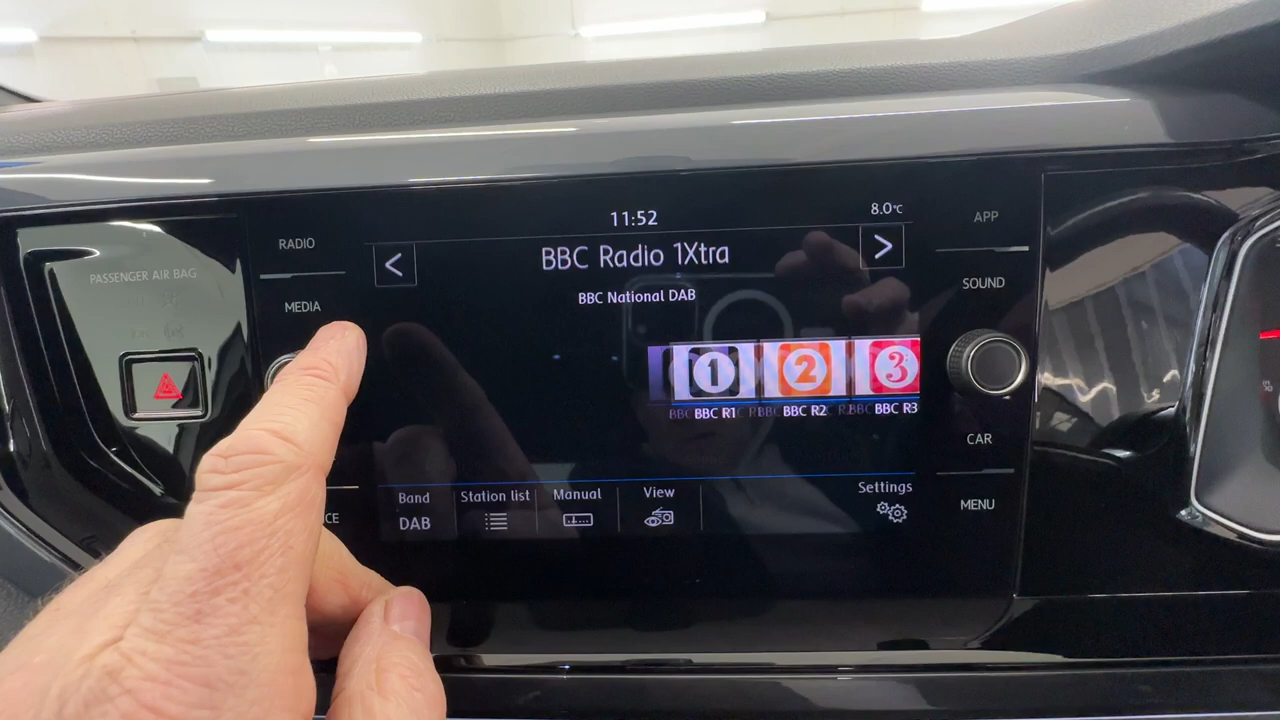 PASSENGER AIR BAG
RADIO
MEDIA
11:52
8.0°C
<
BBC Radio 1Xtra
>
BBC National DAB
1
2
3
BBC R1
BBC R2
BBC R3
Band
DAB
Station list
Manual
View
Settings
APP
SOUND
CAR
MENU